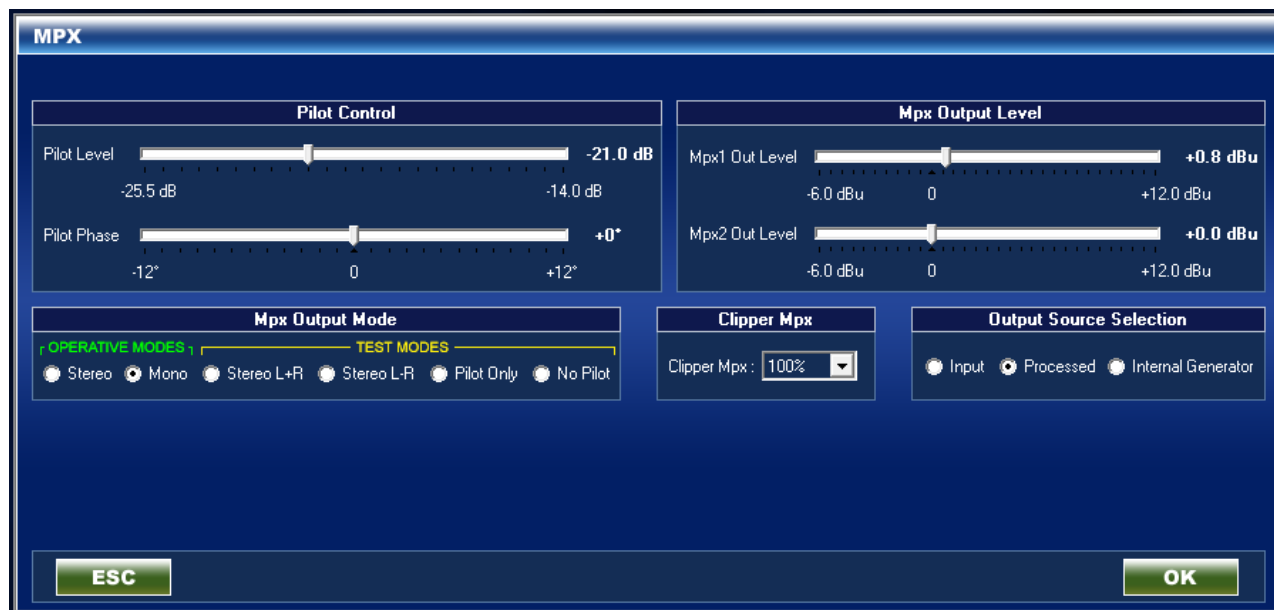 MPX
Pilot Control
Pilot Level
-21.0 dB
-25.5 dB
-14.0 dB
Pilot Phase
+0°
-12°
0
+12°
Mpx Output Level
Mpx1 Out Level
+0.8 dBu
-6.0 dBu
0
+12.0 dBu
Mpx2 Out Level
+0.0 dBu
-6.0 dBu
0
+12.0 dBu
Mpx Output Mode
OPERATIVE MODES
TEST MODES
Stereo
Mono
Stereo L+R
Stereo L-R
Pilot Only
No Pilot
Clipper Mpx
Clipper Mpx : 100%
Output Source Selection
Input
Processed
Internal Generator
ESC
OK